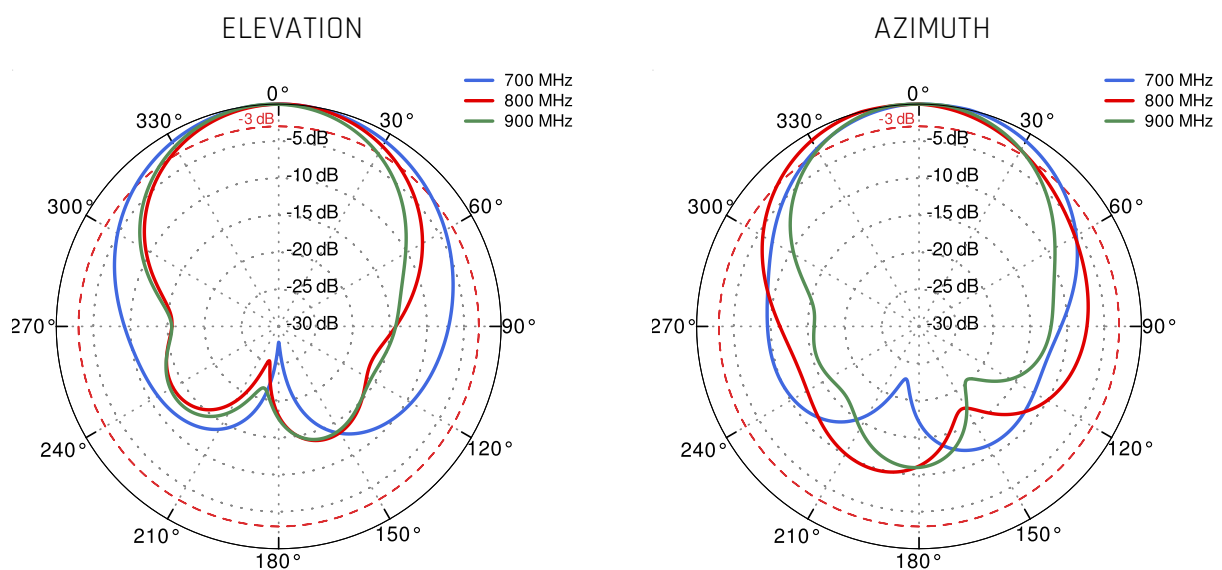 ELEVATION
700 MHz
800 MHz
900 MHz
0°
30°
60°
90°
120°
150°
180°
210°
240°
270°
300°
330°
-3 dB
-5 dB
-10 dB
-15 dB
-20 dB
-25 dB
-30 dB
AZIMUTH
700 MHz
800 MHz
900 MHz
0°
30°
60°
90°
120°
150°
180°
210°
240°
270°
300°
330°
-3 dB
-5 dB
-10 dB
-15 dB
-20 dB
-25 dB
-30 dB